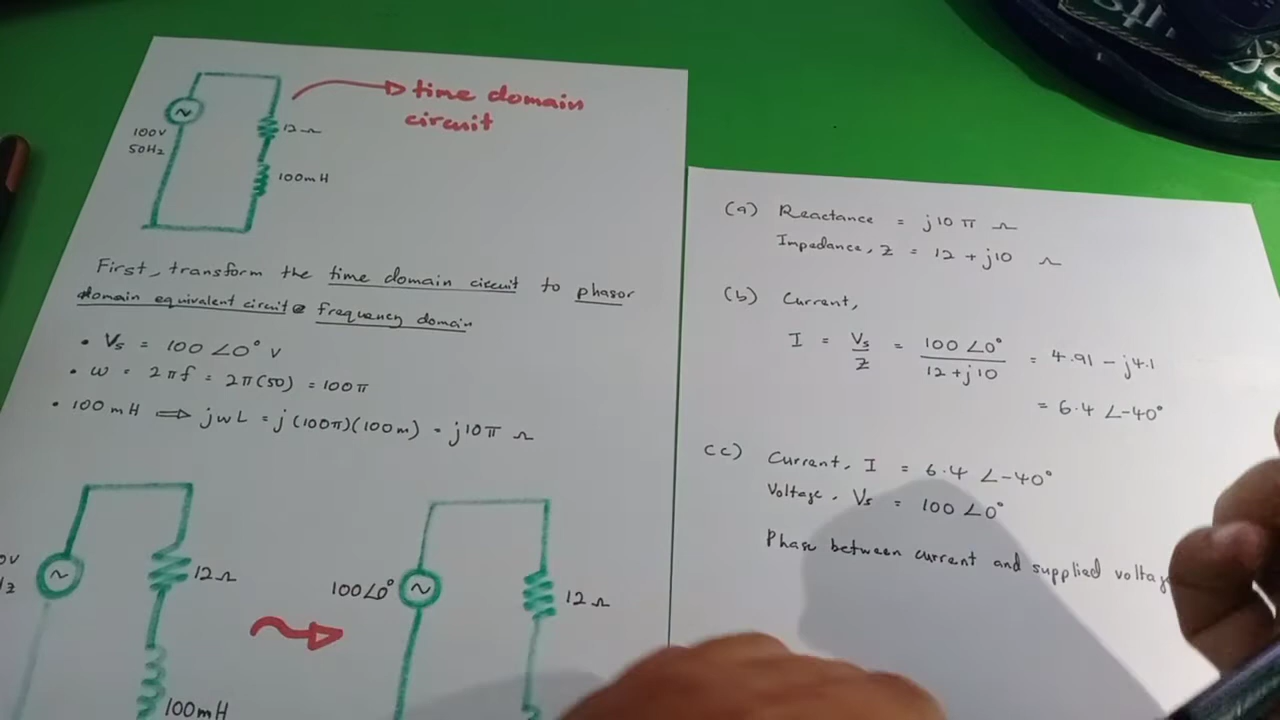 time domain
circuit
100V
50Hz
12Ω
100mH
First, transform the time domain circuit to phasor
domain equivalent circuit @ frequency domain
• Vs = 100 ∠0° V
• ω = 2πf = 2π(50) = 100π
• 100mH ⟹ jωL = j(100π)(100m) = j10π Ω
12Ω
100mH
100∠0°
12Ω
(a) Reactance = j10π Ω
Impedance, Z = 12 + j10 Ω
(b) Current,
I = Vs/Z = 100 ∠0°/12 + j10 = 4.91 − j4.1
= 6.4 ∠-40°
(c) Current, I = 6.4 ∠-40°
Voltage, Vs = 100 ∠0°
Phase between current and supplied